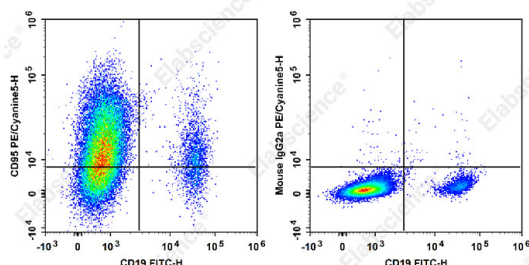 10^6
10^5
10^4
0
-10^4
CD95 PE/Cyanine5-H
-10^3 0 10^3 10^4 10^5 10^6
CD19 FITC-H
10^6
10^5
10^4
0
-10^4
Mouse IgG2a PE/Cyanine5-H
-10^3 0 10^3 10^4 10^5 10^6
CD19 FITC-H
Elabscience®